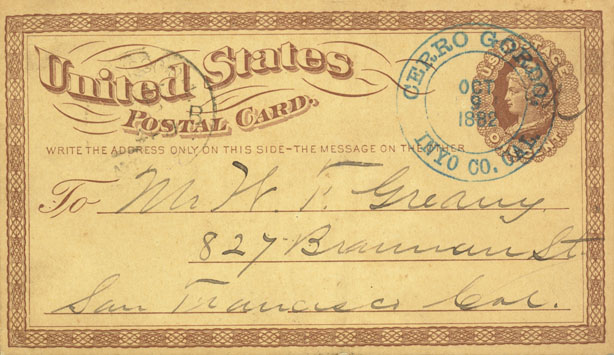 United States
POSTAL CARD.
CERRO GORDO
OCT
9
1882
INYO CO. CAL.
WRITE THE ADDRESS ONLY ON THIS SIDE–THE MESSAGE ON THE OTHER
To Mr W. F. Greany.
827 Brannan St
San Francisco Cal.